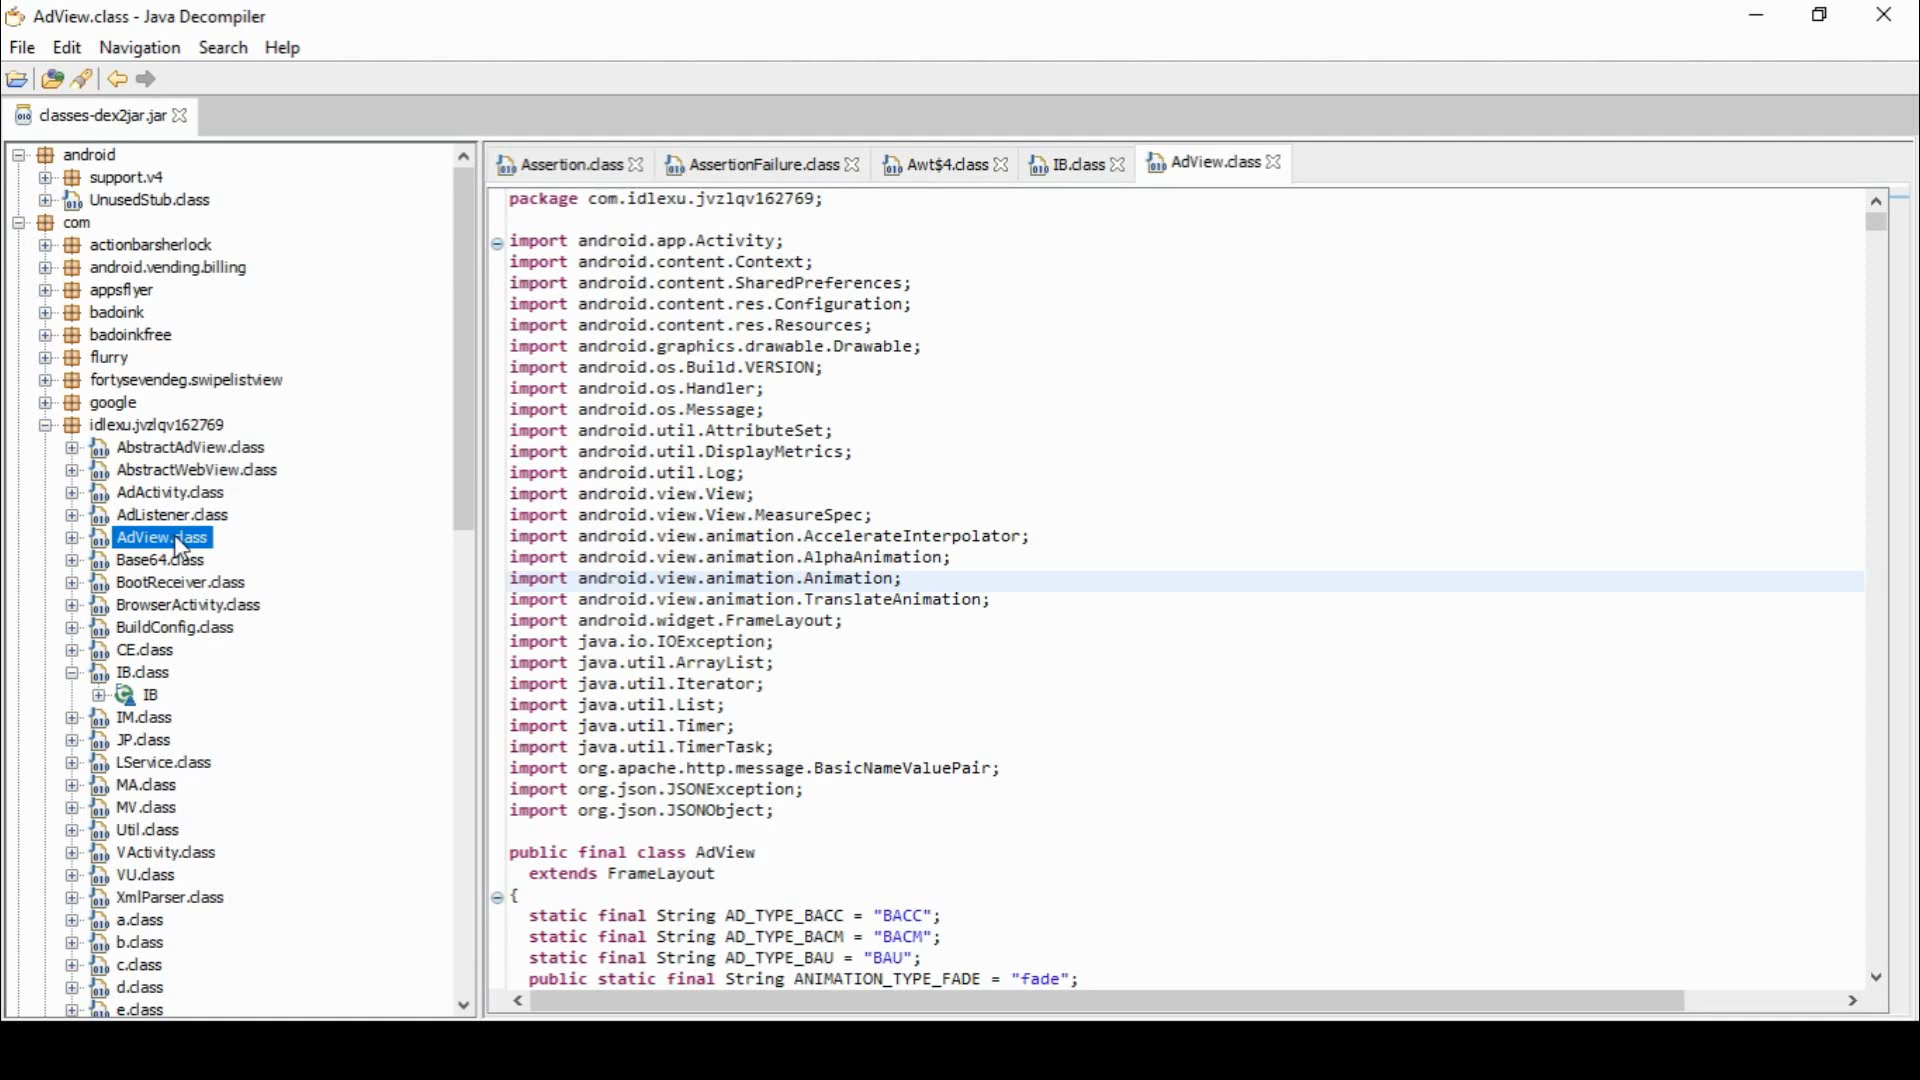 AdView.class - Java Decompiler
File Edit Navigation Search Help
classes-dex2jar.jar
android
support.v4
UnusedStub.class
com
actionbarsherlock
android.vending.billing
appsflyer
badoink
badoinkfree
flurry
fortysevendeg.swipelistview
google
idlexu.jvzlqv162769
AbstractAdView.class
AbstractWebView.class
AdActivity.class
AdListener.class
AdView.class
Base64.class
BootReceiver.class
BrowserActivity.class
BuildConfig.class
CE.class
IB.class
IB
IM.class
JP.class
LService.class
MA.class
MV.class
Util.class
VActivity.class
VU.class
XmlParser.class
a.class
b.class
c.class
d.class
e.class
Assertion.class AssertionFailure.class Awt$4.class IB.class AdView.class
package com.idlexu.jvzlqv162769;
import android.app.Activity;
import android.content.Context;
import android.content.SharedPreferences;
import android.content.res.Configuration;
import android.content.res.Resources;
import android.graphics.drawable.Drawable;
import android.os.Build.VERSION;
import android.os.Handler;
import android.os.Message;
import android.util.AttributeSet;
import android.util.DisplayMetrics;
import android.util.Log;
import android.view.View;
import android.view.View.MeasureSpec;
import android.view.animation.AccelerateInterpolator;
import android.view.animation.AlphaAnimation;
import android.view.animation.Animation;
import android.view.animation.TranslateAnimation;
import android.widget.FrameLayout;
import java.io.IOException;
import java.util.ArrayList;
import java.util.Iterator;
import java.util.List;
import java.util.Timer;
import java.util.TimerTask;
import org.apache.http.message.BasicNameValuePair;
import org.json.JSONException;
import org.json.JSONObject;
public final class AdView
extends FrameLayout
{
static final String AD_TYPE_BACC = "BACC";
static final String AD_TYPE_BACM = "BACM";
static final String AD_TYPE_BAU = "BAU";
public static final String ANIMATION_TYPE_FADE = "fade";